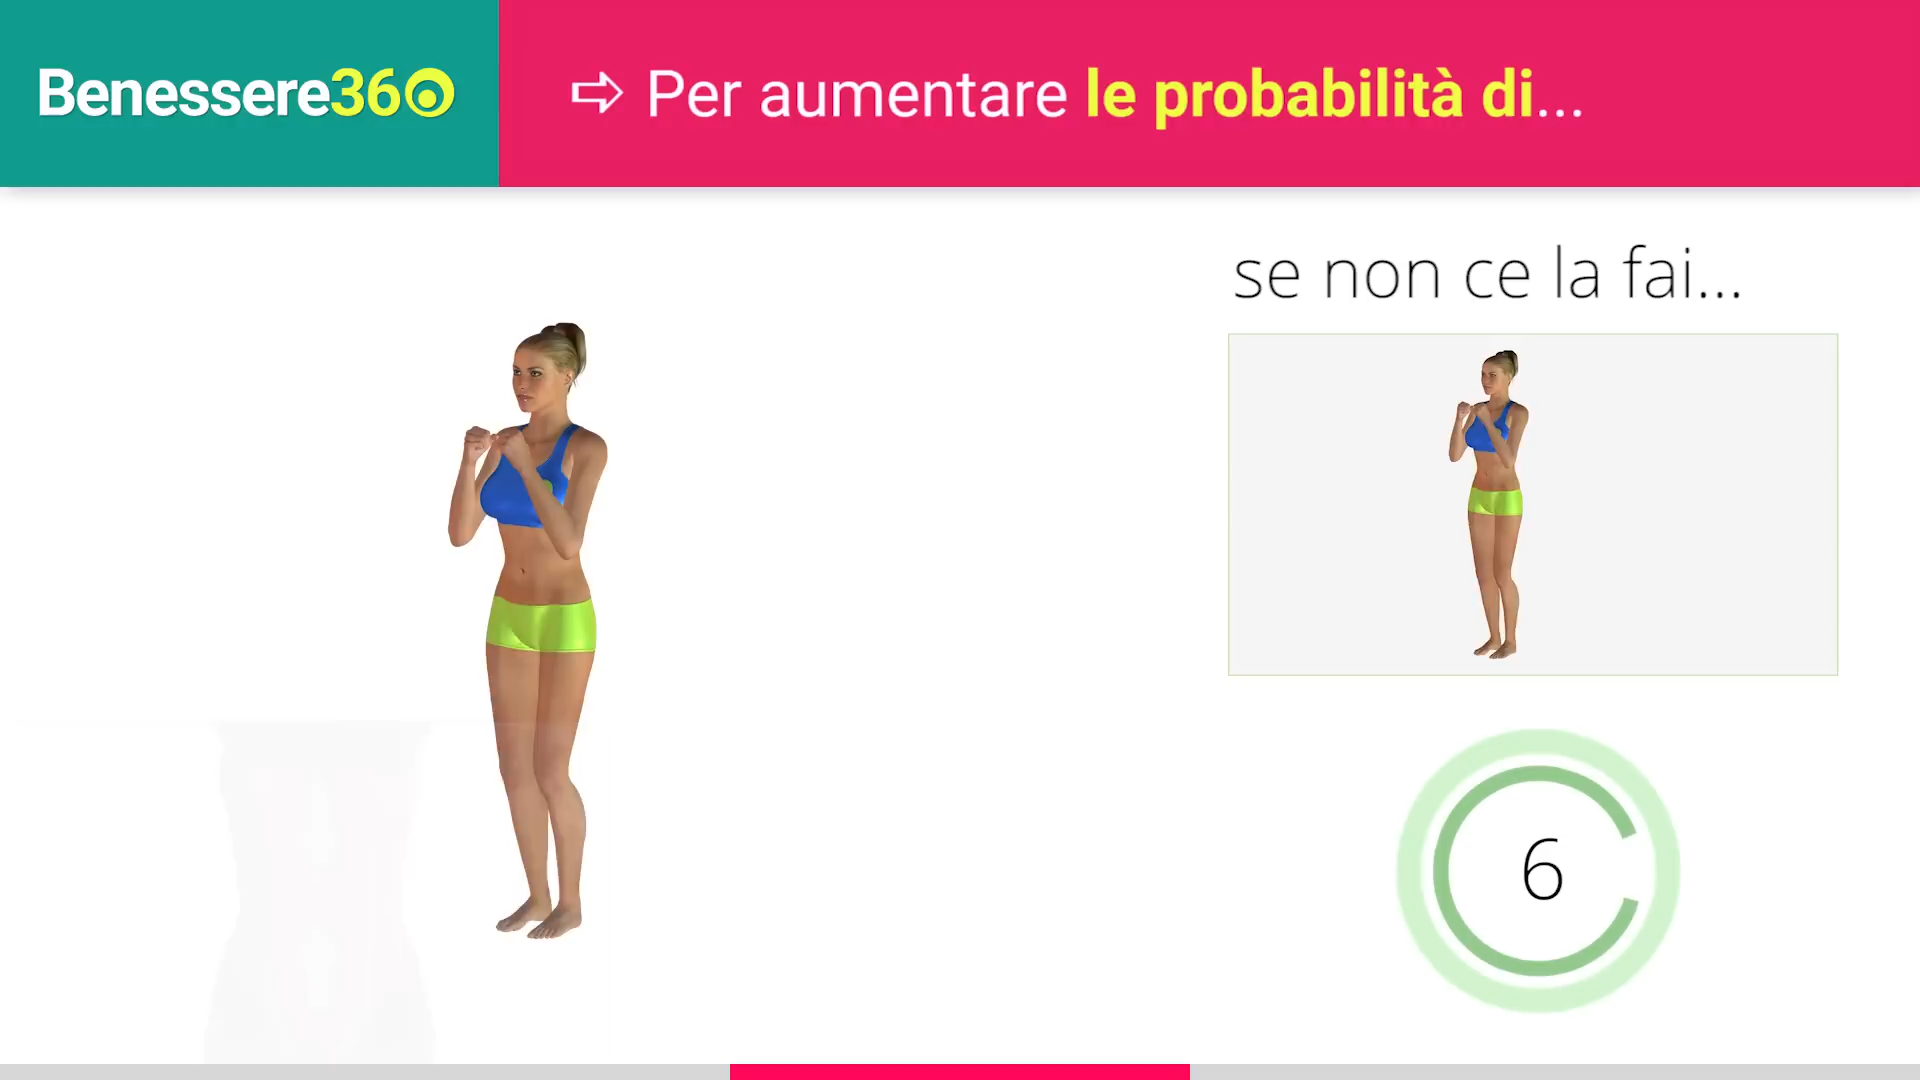 Benessere360
⇨ Per aumentare le probabilità di...
se non ce la fai...
6